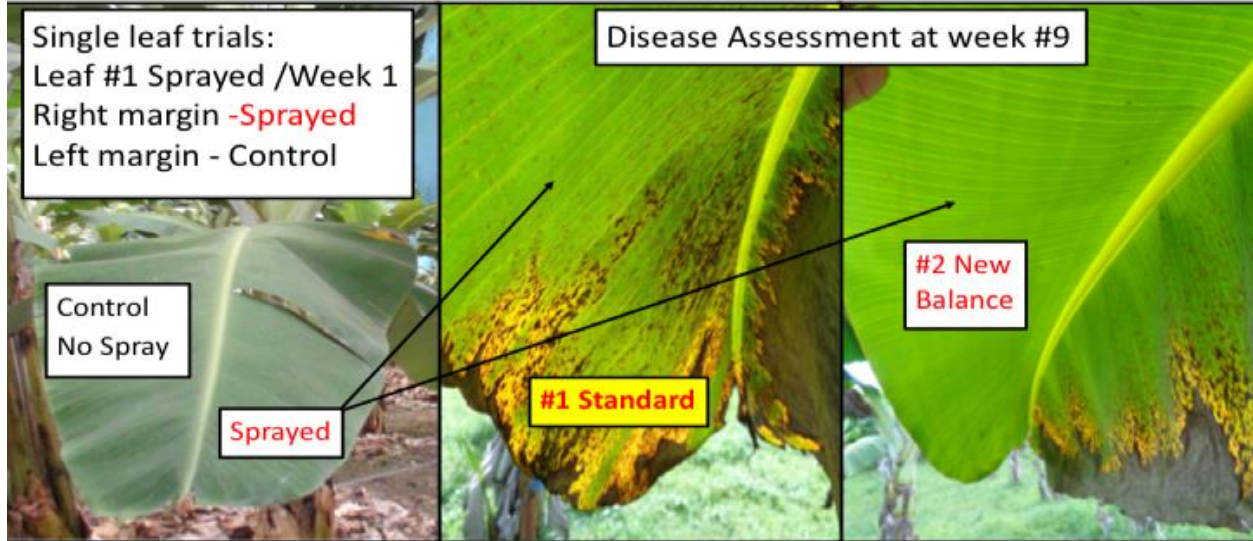 Single leaf trials:
Leaf #1 Sprayed /Week 1
Right margin -Sprayed
Left margin - Control
Disease Assessment at week #9
Control
No Spray
Sprayed
#1 Standard
#2 New
Balance